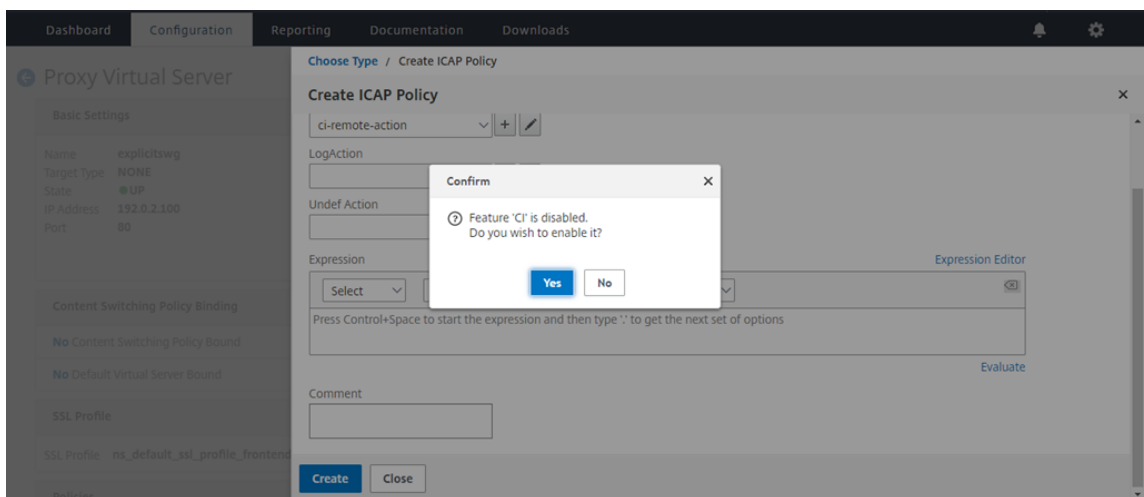 Dashboard Configuration Reporting Documentation Downloads
Proxy Virtual Server
Basic Settings
Name explicitswg
Target Type NONE
State UP
IP Address 192.0.2.100
Port 80
Content Switching Policy Binding
No Content Switching Policy Bound
No Default Virtual Server Bound
SSL Profile
SSL Profile ns_default_ssl_profile_frontend
Policies
Choose Type / Create ICAP Policy
Create ICAP Policy
ci-remote-action
LogAction
Undef Action
Expression Expression Editor
Select
Press Control+Space to start the expression and then type '.' to get the next set of options
Evaluate
Comment
Create Close
Confirm
Feature 'CI' is disabled.
Do you wish to enable it?
Yes No